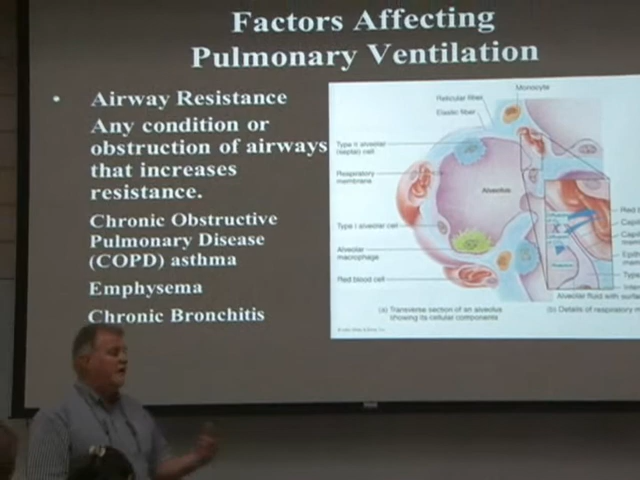 Factors Affecting
Pulmonary Ventilation
• Airway Resistance
Any condition or
obstruction of airways
that increases
resistance.
Chronic Obstructive
Pulmonary Disease
(COPD) asthma
Emphysema
Chronic Bronchitis
Monocyte
Reticular fiber
Elastic fiber
Type II alveolar
(septal) cell
Respiratory
membrane
Alveolus
Type I alveolar cell
Alveolar
macrophage
Red blood cell
Red
Alveolar fluid with
(a) Transverse section of an alveolus
showing its cellular components
(b) Details of respiratory